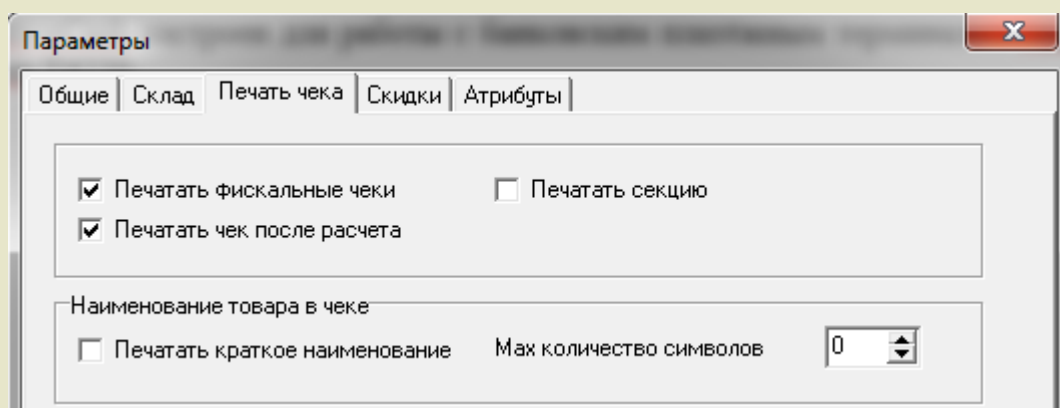 Параметры
Общие Склад Печать чека Скидки Атрибуты
Печатать фискальные чеки Печатать секцию
Печатать чек после расчета
Наименование товара в чеке
Печатать краткое наименование Мах количество символов 0